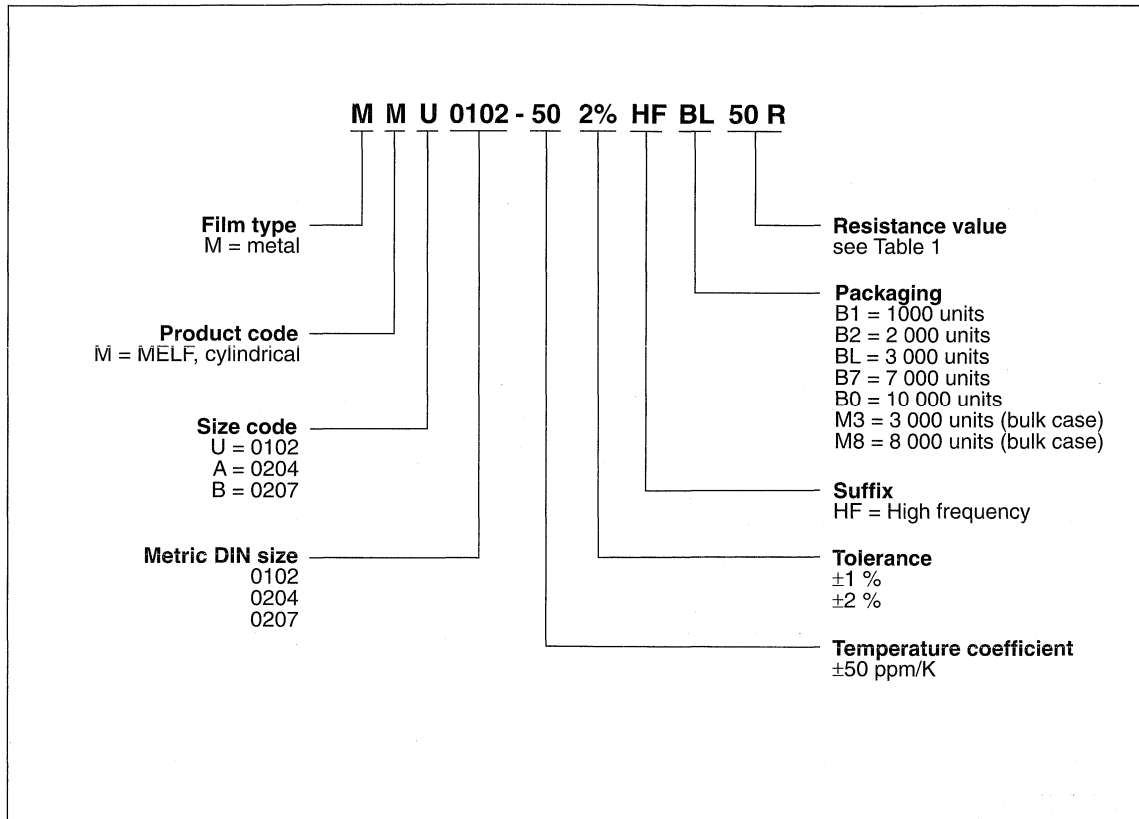 M M U 0102 - 50 2% HF BL 50 R
Film type
M = metal
Product code
M = MELF, cylindrical
Size code
U = 0102
A = 0204
B = 0207
Metric DIN size
0102
0204
0207
Resistance value
see Table 1
Packaging
B1 = 1000 units
B2 = 2 000 units
BL = 3 000 units
B7 = 7 000 units
B0 = 10 000 units
M3 = 3 000 units (bulk case)
M8 = 8 000 units (bulk case)
Suffix
HF = High frequency
Tolerance
±1 %
±2 %
Temperature coefficient
±50 ppm/K